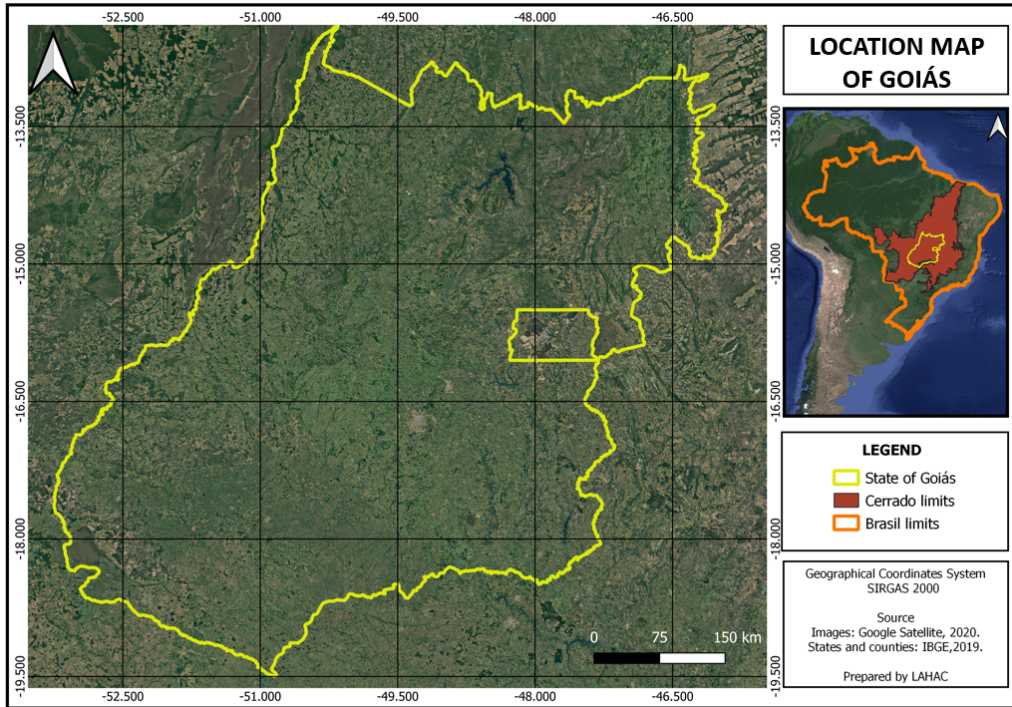 -52.500 -51.000 -49.500 -48.000 -46.500
-13.500 -13.500
-15.000 -15.000
-16.500 -16.500
-18.000 -18.000
-19.500 -19.500
0 75 150 km
-52.500 -51.000 -49.500 -48.000 -46.500
LOCATION MAP
OF GOIÁS
LEGEND
State of Goiás
Cerrado limits
Brasil limits
Geographical Coordinates System
SIRGAS 2000
Source
Images: Google Satellite, 2020.
States and counties: IBGE,2019.
Prepared by LAHAC